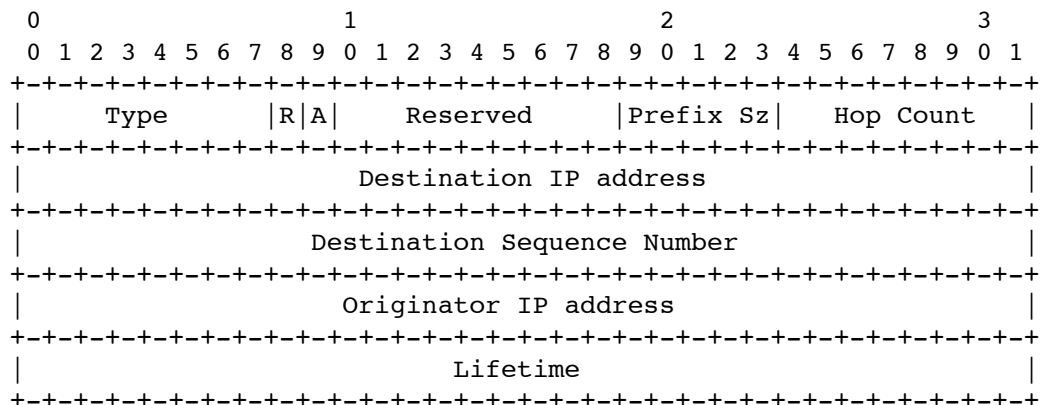 0                   1                   2                   3
 0 1 2 3 4 5 6 7 8 9 0 1 2 3 4 5 6 7 8 9 0 1 2 3 4 5 6 7 8 9 0 1
+-+-+-+-+-+-+-+-+-+-+-+-+-+-+-+-+-+-+-+-+-+-+-+-+-+-+-+-+-+-+-+-+
|     Type      |R|A|    Reserved     |Prefix Sz|   Hop Count   |
+-+-+-+-+-+-+-+-+-+-+-+-+-+-+-+-+-+-+-+-+-+-+-+-+-+-+-+-+-+-+-+-+
|                     Destination IP address                    |
+-+-+-+-+-+-+-+-+-+-+-+-+-+-+-+-+-+-+-+-+-+-+-+-+-+-+-+-+-+-+-+-+
|                  Destination Sequence Number                  |
+-+-+-+-+-+-+-+-+-+-+-+-+-+-+-+-+-+-+-+-+-+-+-+-+-+-+-+-+-+-+-+-+
|                    Originator IP address                      |
+-+-+-+-+-+-+-+-+-+-+-+-+-+-+-+-+-+-+-+-+-+-+-+-+-+-+-+-+-+-+-+-+
|                           Lifetime                            |
+-+-+-+-+-+-+-+-+-+-+-+-+-+-+-+-+-+-+-+-+-+-+-+-+-+-+-+-+-+-+-+-+